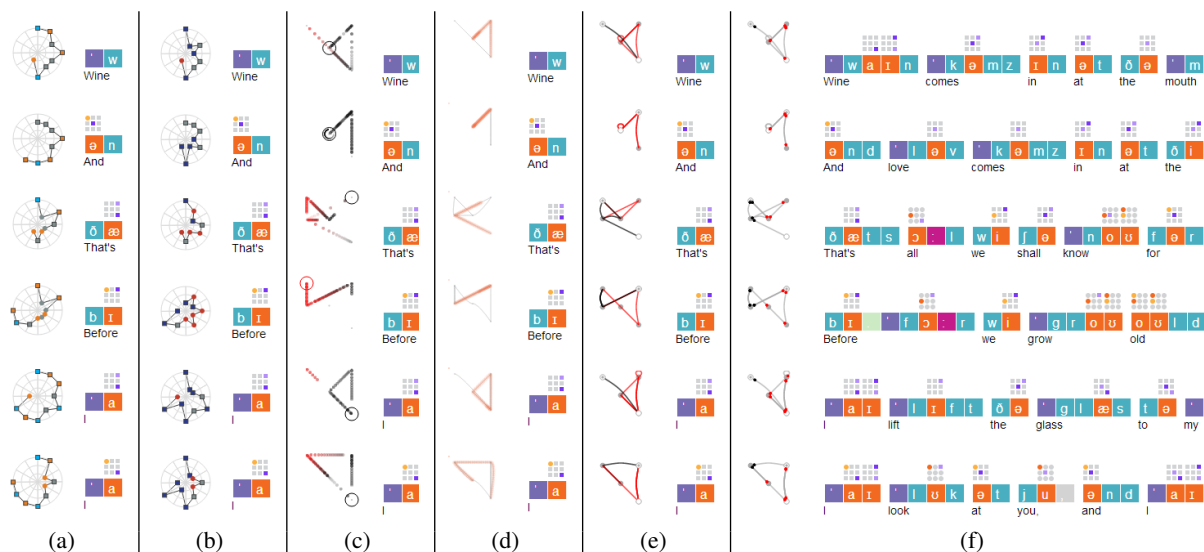 ' w ' w ' w ' w ' w ' w a ɪ n ' k ə m z ɪ n ə t ð ə ' m
Wine Wine Wine Wine Wine Wine comes in at the mouth
ə n ə n ə n ə n ə n ə n d ' l ə v ' k ə m z ɪ n ə t ð i
And And And And And And love comes in at the
ð æ ð æ ð æ ð æ ð æ ð æ t s ɔ ː l w i ʃ ə ' n o ʊ f ə r
That's That's That's That's That's That's all we shall know for
b ɪ b ɪ b ɪ b ɪ b ɪ b ɪ ' f ɔ ː r w i ' g r o ʊ o ʊ l d
Before Before Before Before Before Before we grow old
' a ' a ' a ' a ' a ' a ɪ ' l ɪ f t ð ə ' g l æ s t ə '
I I I I I I lift the glass to my
' a ' a ' a ' a ' a ' a ɪ ' l ʊ k ə t j u , ə n d ' a ɪ
I I I I I I look at you, and I
(a) (b) (c) (d) (e) (f)